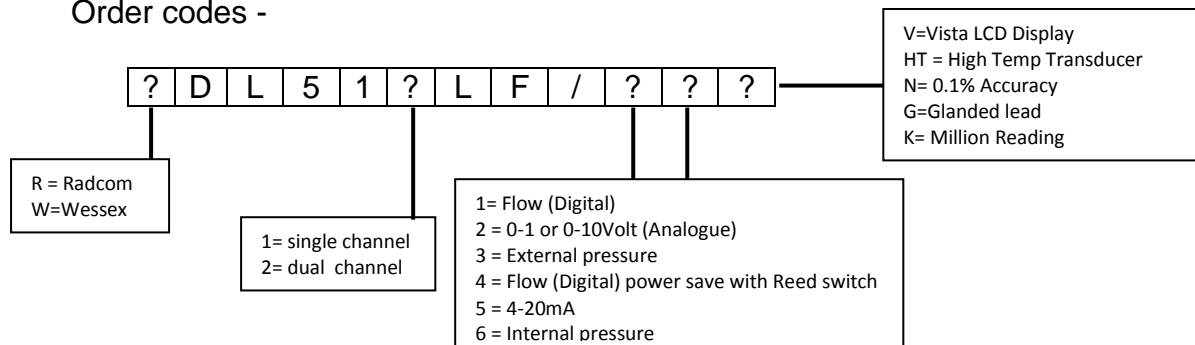 Order codes -
? D L 5 1 ? L F / ? ? ?
V=Vista LCD Display
HT = High Temp Transducer
N= 0.1% Accuracy
G=Glanded lead
K= Million Reading
R = Radcom
W=Wessex
1= single channel
2= dual  channel
1= Flow (Digital)
2 = 0-1 or 0-10Volt (Analogue)
3 = External pressure
4 = Flow (Digital) power save with Reed switch
5 = 4-20mA
6 = Internal pressure